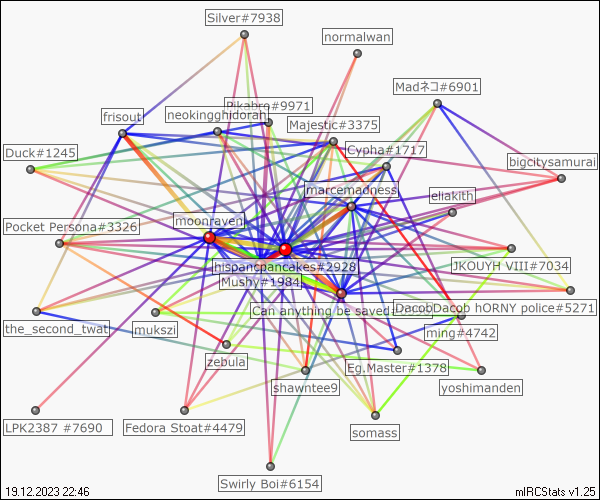 Silver#7938
normalwan
Madネコ#6901
Pikabro#9971
neokingghidorah
frisout
Majestic#3375
Duck#1245
Cypha#1717
bigcitysamurai
marcemadness
eliakith
moonraven
Pocket Persona#3326
hispancpancakes#2928
JKOUYH VIII#7034
Mushy#1984
Can anything be saved
DacobDacob hORNY police#5271
the_second_twat
mukszi
ming#4742
zebula
Eg.Master#1378
shawntee9
yoshimanden
LPK2387 #7690
Fedora Stoat#4479
somass
Swirly Boi#6154
19.12.2023 22:46
mIRCStats v1.25